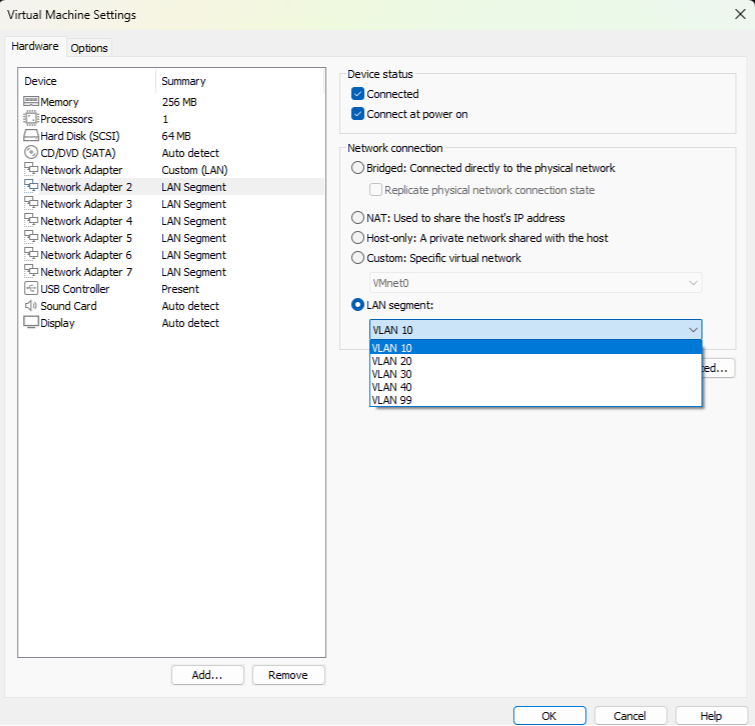 Virtual Machine Settings
Hardware Options
Device Summary
Memory 256 MB
Processors 1
Hard Disk (SCSI) 64 MB
CD/DVD (SATA) Auto detect
Network Adapter Custom (LAN)
Network Adapter 2 LAN Segment
Network Adapter 3 LAN Segment
Network Adapter 4 LAN Segment
Network Adapter 5 LAN Segment
Network Adapter 6 LAN Segment
Network Adapter 7 LAN Segment
USB Controller Present
Sound Card Auto detect
Display Auto detect
Add... Remove
Device status
Connected
Connect at power on
Network connection
Bridged: Connected directly to the physical network
Replicate physical network connection state
NAT: Used to share the host's IP address
Host-only: A private network shared with the host
Custom: Specific virtual network
VMnet0
LAN segment:
VLAN 10
VLAN 10
VLAN 20
VLAN 30
VLAN 40
VLAN 99
OK Cancel Help